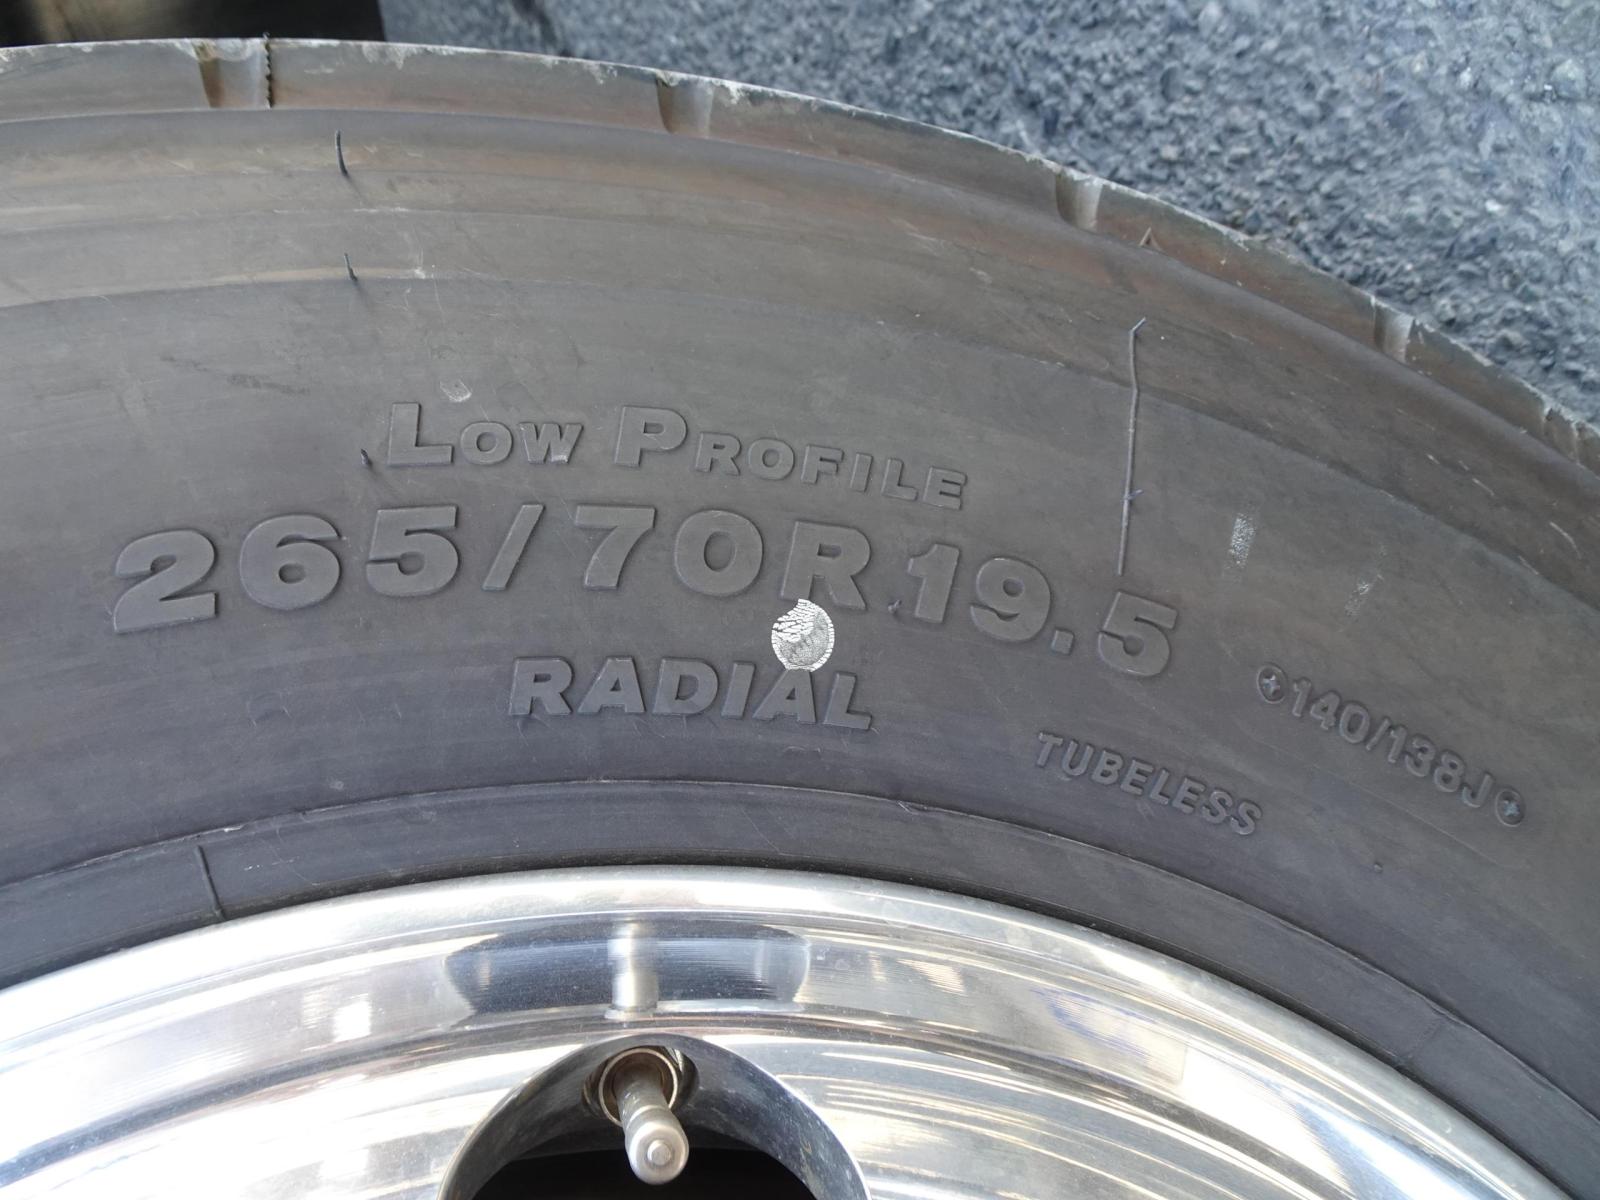 LOW PROFILE
265/70R19.5
RADIAL
140/138J
TUBELESS